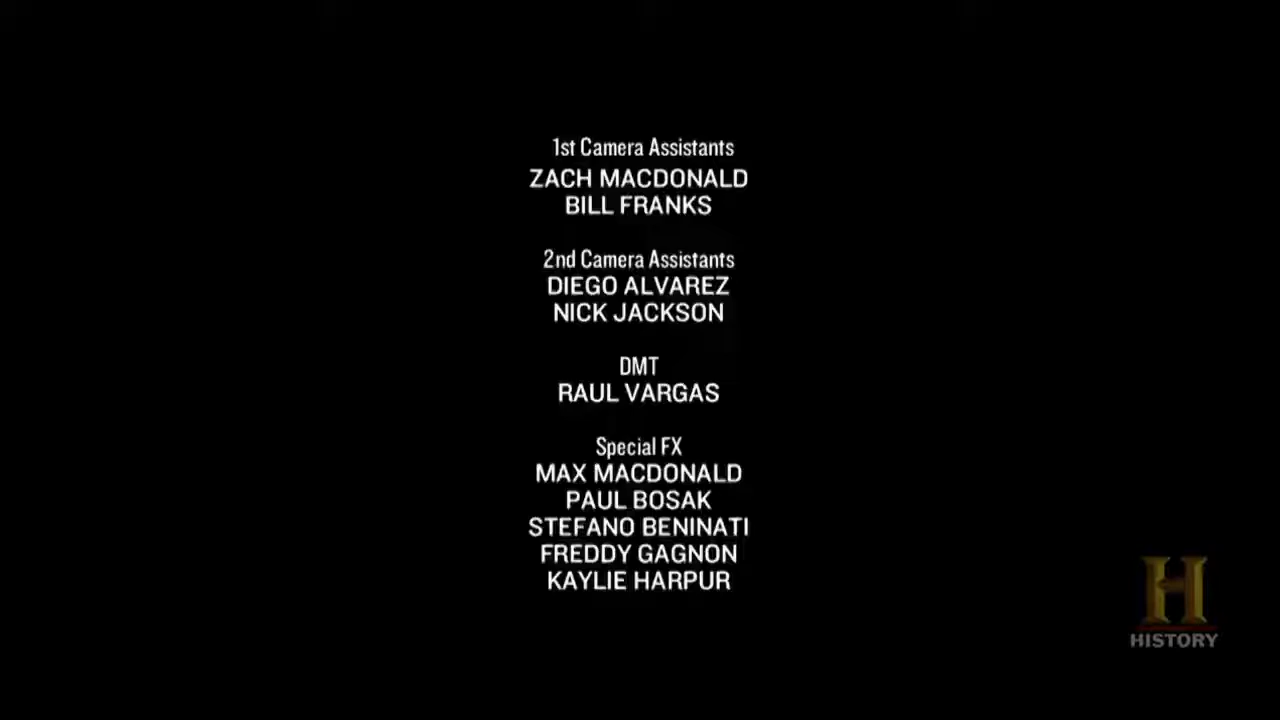 1st Camera Assistants
ZACH MACDONALD
BILL FRANKS
2nd Camera Assistants
DIEGO ALVAREZ
NICK JACKSON
DMT
RAUL VARGAS
Special FX
MAX MACDONALD
PAUL BOSAK
STEFANO BENINATI
FREDDY GAGNON
KAYLIE HARPUR
H
HISTORY